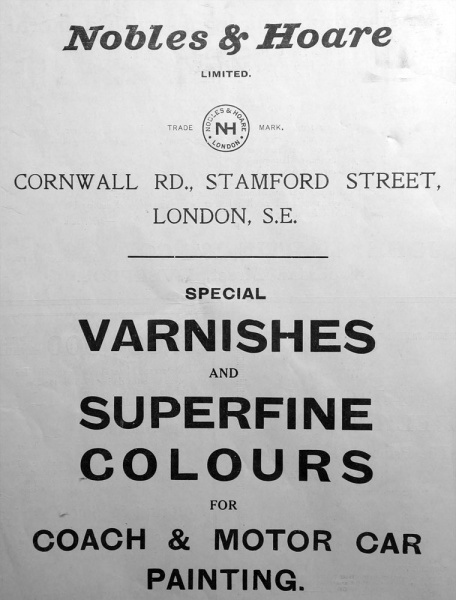 Nobles & Hoare
LIMITED.
TRADE MARK.
NOBLES & HOARE
NH
LONDON
CORNWALL RD., STAMFORD STREET,
LONDON, S.E.
SPECIAL
VARNISHES
AND
SUPERFINE
COLOURS
FOR
COACH & MOTOR CAR
PAINTING.